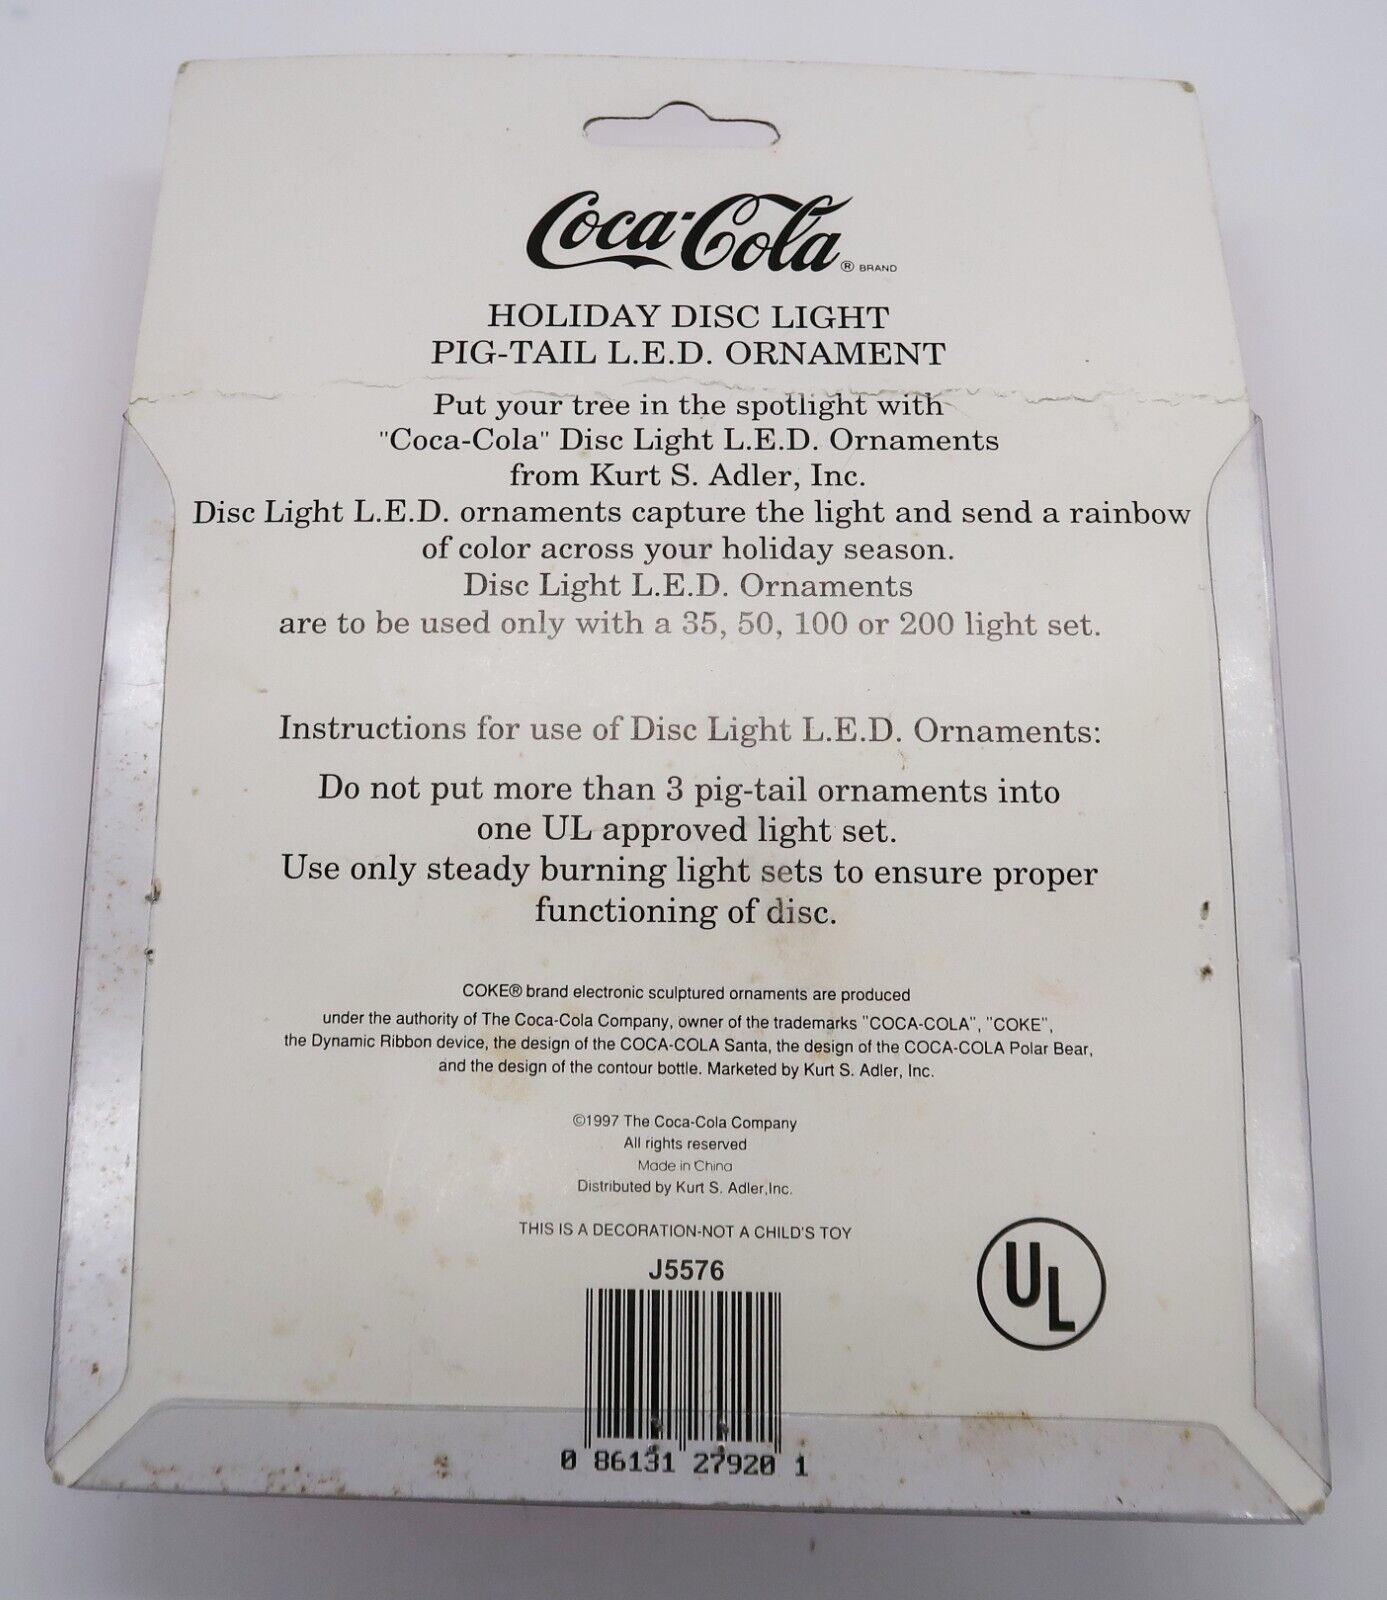 Coca-Cola ® BRAND
HOLIDAY DISC LIGHT
PIG-TAIL L.E.D. ORNAMENT
Put your tree in the spotlight with
"Coca-Cola" Disc Light L.E.D. Ornaments
from Kurt S. Adler, Inc.
Disc Light L.E.D. ornaments capture the light and send a rainbow
of color across your holiday season.
Disc Light L.E.D. Ornaments
are to be used only with a 35, 50, 100 or 200 light set.
Instructions for use of Disc Light L.E.D. Ornaments:
Do not put more than 3 pig-tail ornaments into
one UL approved light set.
Use only steady burning light sets to ensure proper
functioning of disc.
COKE® brand electronic sculptured ornaments are produced
under the authority of The Coca-Cola Company, owner of the trademarks "COCA-COLA", "COKE",
the Dynamic Ribbon device, the design of the COCA-COLA Santa, the design of the COCA-COLA Polar Bear,
and the design of the contour bottle. Marketed by Kurt S. Adler, Inc.
©1997 The Coca-Cola Company
All rights reserved
Made in China
Distributed by Kurt S. Adler,Inc.
THIS IS A DECORATION-NOT A CHILD'S TOY
J5576
UL
0 86131 27920 1